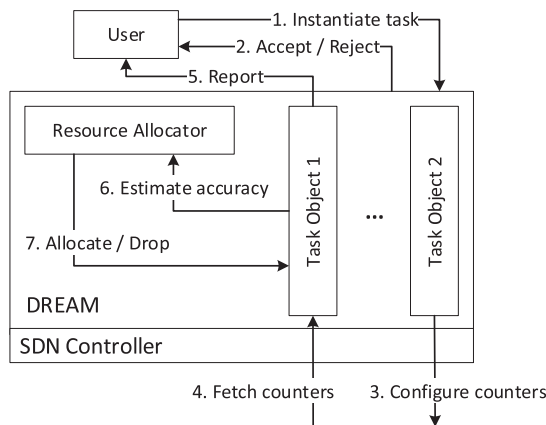 User
1. Instantiate task
2. Accept / Reject
5. Report
Resource Allocator
6. Estimate accuracy
7. Allocate / Drop
Task Object 1
...
Task Object 2
DREAM
SDN Controller
4. Fetch counters
3. Configure counters